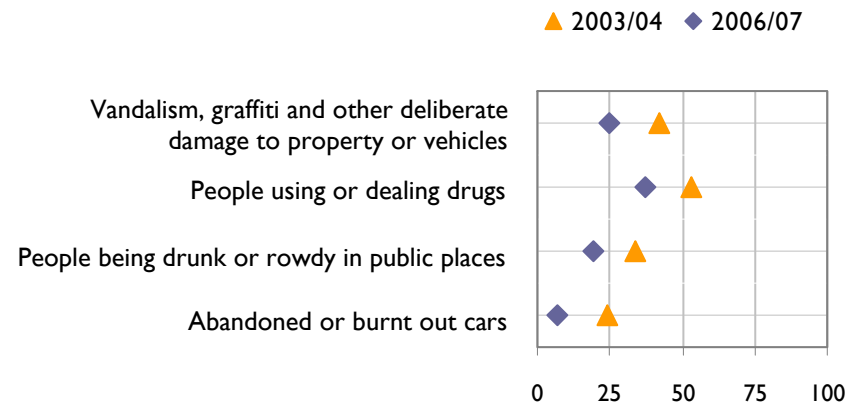 2003/04 2006/07
Vandalism, graffiti and other deliberate
damage to property or vehicles
People using or dealing drugs
People being drunk or rowdy in public places
Abandoned or burnt out cars
0 25 50 75 100